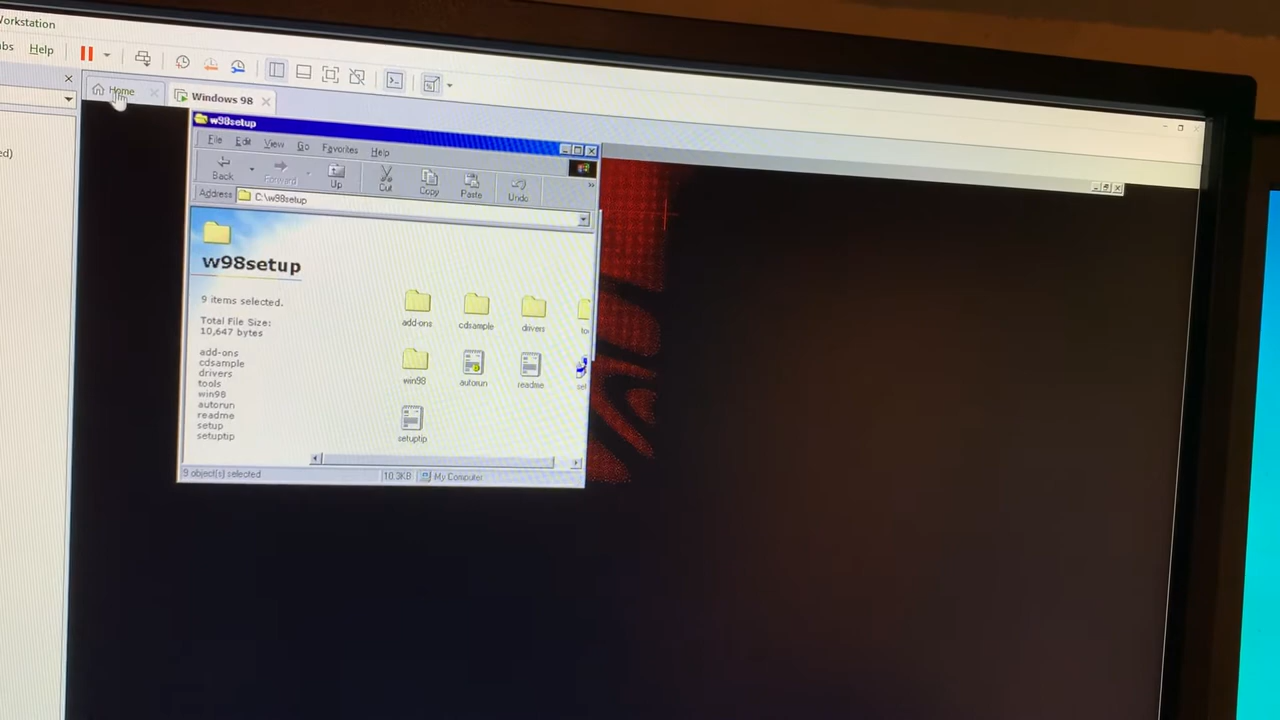 Workstation
Help
Home
Windows 98
w98setup
File Edit View Go Favorites Help
Back Forward Up Cut Copy Paste Undo
Address C:\w98setup
w98setup
9 items selected.
Total File Size:
10,647 bytes
add-ons
cdsample
drivers
tools
win98
autorun
readme
setup
setuptip
add-ons cdsample drivers
win98 autorun readme
setuptip
9 object(s) selected 10.3KB My Computer